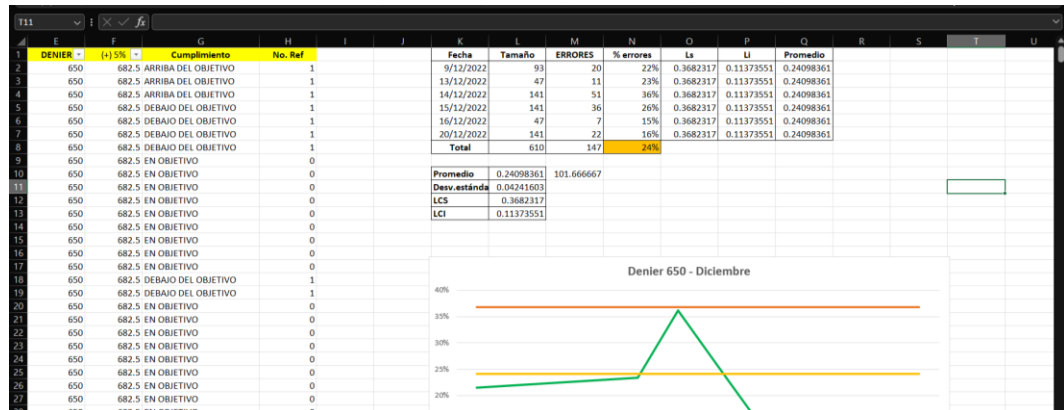 T11 fx
E F G H I J K L M N O P Q R S T U
1 DENIER (+) 5% Cumplimiento No. Ref Fecha Tamaño ERRORES % errores Ls Li Promedio
2 650 682.5 ARRIBA DEL OBJETIVO 1 9/12/2022 93 20 22% 0.3682317 0.11373551 0.24098361
3 650 682.5 ARRIBA DEL OBJETIVO 1 13/12/2022 47 11 23% 0.3682317 0.11373551 0.24098361
4 650 682.5 ARRIBA DEL OBJETIVO 1 14/12/2022 141 51 36% 0.3682317 0.11373551 0.24098361
5 650 682.5 DEBAJO DEL OBJETIVO 1 15/12/2022 141 36 26% 0.3682317 0.11373551 0.24098361
6 650 682.5 DEBAJO DEL OBJETIVO 1 16/12/2022 47 7 15% 0.3682317 0.11373551 0.24098361
7 650 682.5 DEBAJO DEL OBJETIVO 1 20/12/2022 141 22 16% 0.3682317 0.11373551 0.24098361
8 650 682.5 DEBAJO DEL OBJETIVO 1 Total 610 147 24%
9 650 682.5 EN OBJETIVO 0
10 650 682.5 EN OBJETIVO 0 Promedio 0.24098361 101.666667
11 650 682.5 EN OBJETIVO 0 Desv.estánda 0.04241603
12 650 682.5 EN OBJETIVO 0 LCS 0.3682317
13 650 682.5 EN OBJETIVO 0 LCI 0.11373551
14 650 682.5 EN OBJETIVO 0
15 650 682.5 EN OBJETIVO 0
16 650 682.5 EN OBJETIVO 0
17 650 682.5 EN OBJETIVO 0 Denier 650 - Diciembre
18 650 682.5 DEBAJO DEL OBJETIVO 1 40%
19 650 682.5 DEBAJO DEL OBJETIVO 1
20 650 682.5 EN OBJETIVO 0 35%
21 650 682.5 EN OBJETIVO 0
22 650 682.5 EN OBJETIVO 0 30%
23 650 682.5 EN OBJETIVO 0
24 650 682.5 EN OBJETIVO 0
25 650 682.5 EN OBJETIVO 0 25%
26 650 682.5 EN OBJETIVO 0
27 650 682.5 EN OBJETIVO 0 20%